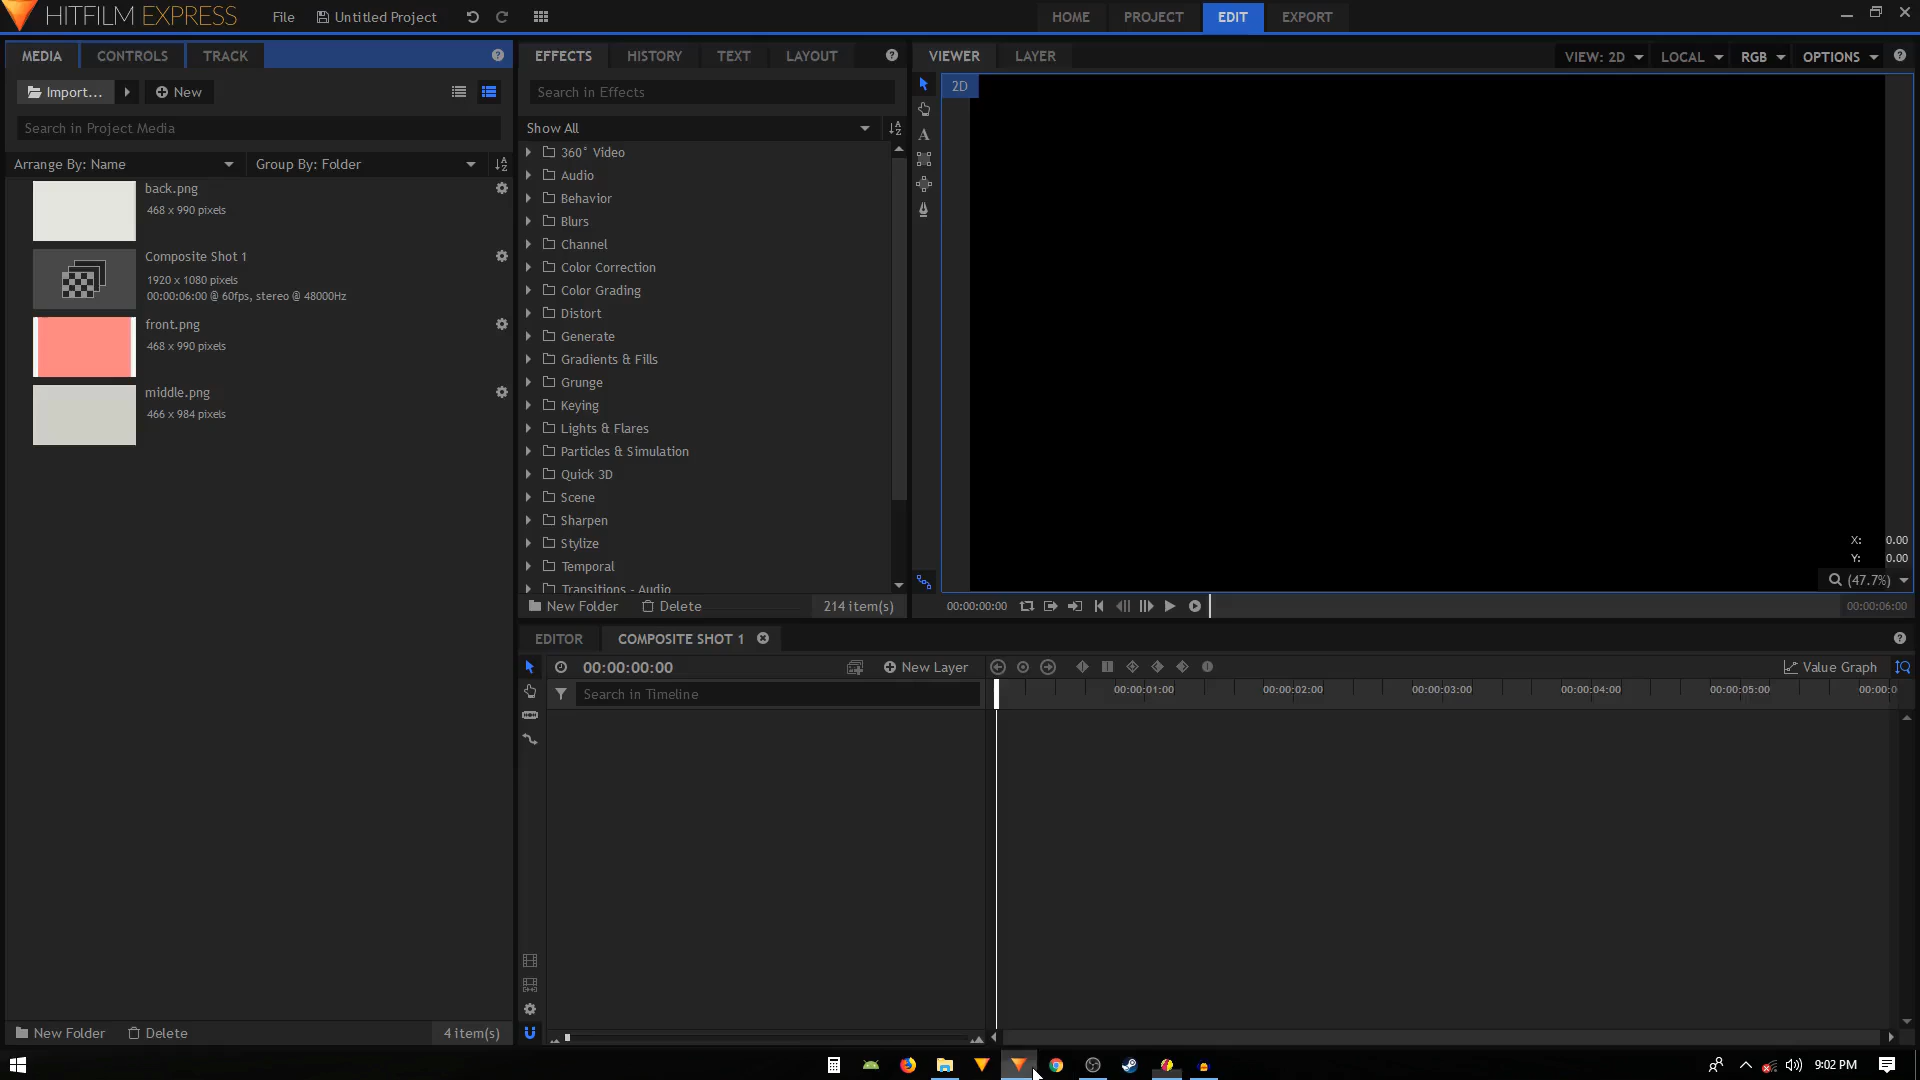 HITFILM EXPRESS
File
Untitled Project
HOME
PROJECT
EDIT
EXPORT
MEDIA
CONTROLS
TRACK
Import...
New
Search in Project Media
Arrange By: Name
Group By: Folder
back.png
468 x 990 pixels
Composite Shot 1
1920 x 1080 pixels
00:00:06:00 @ 60fps, stereo @ 48000Hz
front.png
468 x 990 pixels
middle.png
466 x 984 pixels
New Folder
Delete
4 item(s)
EFFECTS
HISTORY
TEXT
LAYOUT
Search in Effects
Show All
360° Video
Audio
Behavior
Blurs
Channel
Color Correction
Color Grading
Distort
Generate
Gradients & Fills
Grunge
Keying
Lights & Flares
Particles & Simulation
Quick 3D
Scene
Sharpen
Stylize
Temporal
Transitions - Audio
New Folder
Delete
214 item(s)
VIEWER
LAYER
VIEW: 2D
LOCAL
RGB
OPTIONS
2D
X: 0.00
Y: 0.00
(47.7%)
00:00:00:00
00:00:06:00
EDITOR
COMPOSITE SHOT 1
00:00:00:00
New Layer
Value Graph
Search in Timeline
00:00:01:00
00:00:02:00
00:00:03:00
00:00:04:00
00:00:05:00
00:00:0
9:02 PM